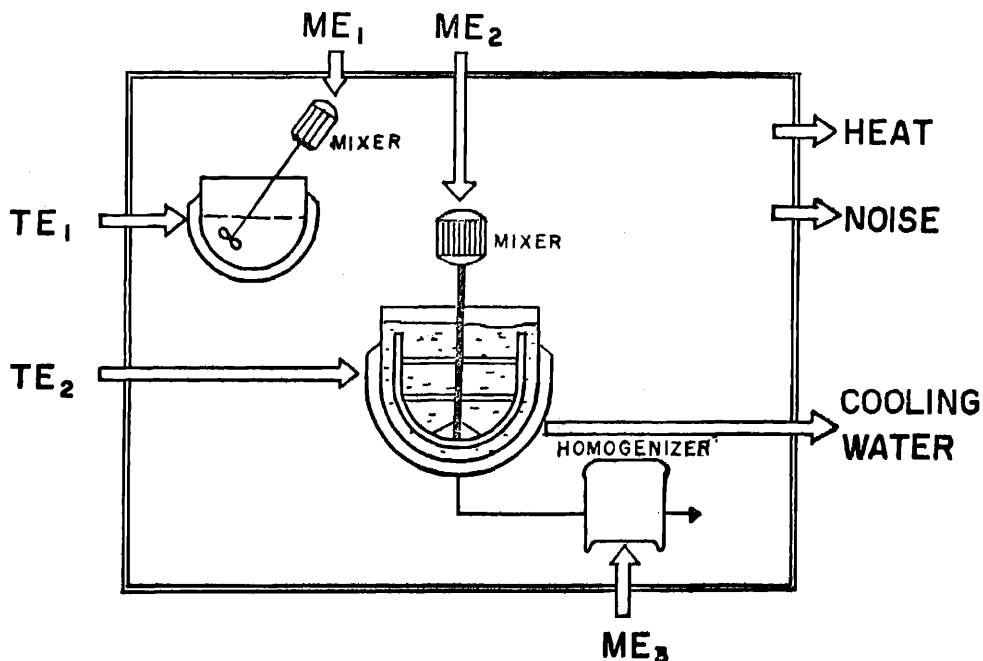 ME₁
ME₂
MIXER
HEAT
TE₁
NOISE
MIXER
TE₂
COOLING
WATER
HOMOGENIZER
ME₃